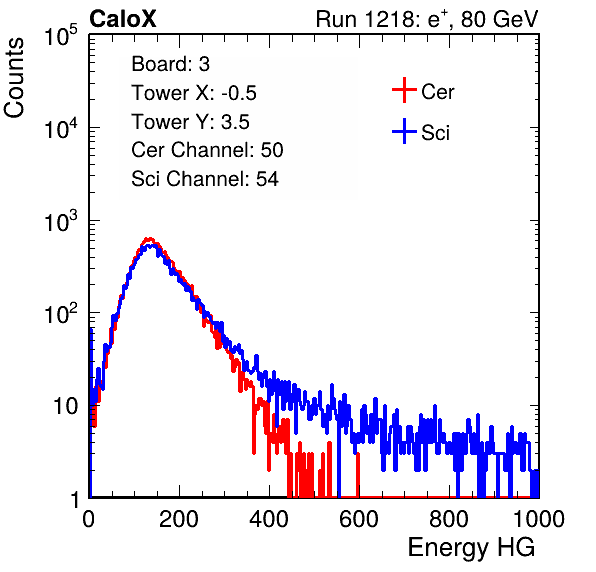 CaloX Run 1218: e⁺, 80 GeV
Counts
Board: 3
Tower X: -0.5
Tower Y: 3.5
Cer Channel: 50
Sci Channel: 54
Cer
Sci
10⁵
10⁴
10³
10²
10
1
0 200 400 600 800 1000
Energy HG